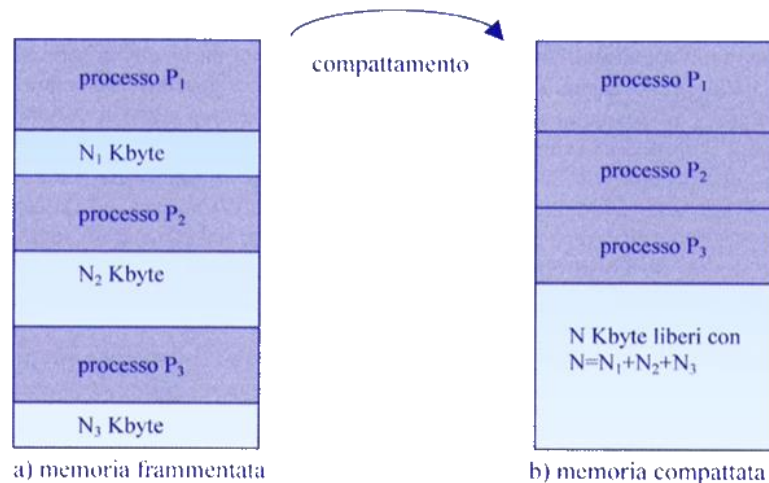 compattamento
processo P₁
N₁ Kbyte
processo P₂
N₂ Kbyte
processo P₃
N₃ Kbyte
a) memoria frammentata
processo P₁
processo P₂
processo P₃
N Kbyte liberi con
N=N₁+N₂+N₃
b) memoria compattata